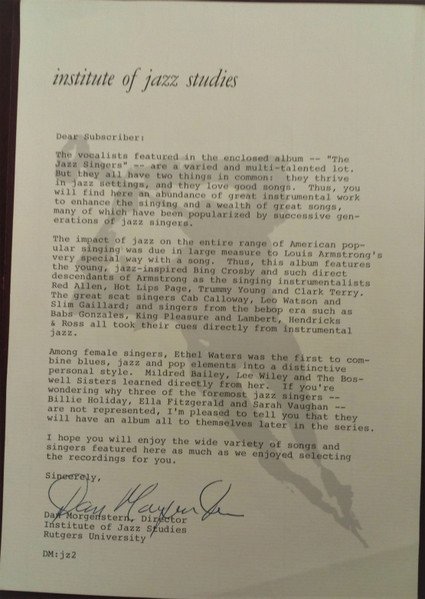 institute of jazz studies
Dear Subscriber:
The vocalists featured in the enclosed album -- "The
Jazz Singers" -- are a varied and multi-talented lot.
But they all have two things in common: they thrive
in jazz settings, and they love good songs. Thus, you
will find here an abundance of great instrumental work
to enhance the singing and a wealth of great songs,
many of which have been popularized by successive gen-
erations of jazz singers.
The impact of jazz on the entire range of American pop-
ular singing was due in large measure to Louis Armstrong's
very special way with a song. Thus, this album features
the young, jazz-inspired Bing Crosby and such direct
descendants of Armstrong as the singing instrumentalists
Red Allen, Hot Lips Page, Trummy Young and Clark Terry.
The great scat singers Cab Calloway, Leo Watson and
Slim Gaillard; and singers from the bebop era such as
Babs Gonzales, King Pleasure and Lambert, Hendricks
& Ross all took their cues directly from instrumental
jazz.
Among female singers, Ethel Waters was the first to com-
bine blues, jazz and pop elements into a distinctive
personal style. Mildred Bailey, Lee Wiley and The Bos-
well Sisters learned directly from her. If you're
wondering why three of the foremost jazz singers --
Billie Holiday, Ella Fitzgerald and Sarah Vaughan --
are not represented, I'm pleased to tell you that they
will have an album all to themselves later in the series.
I hope you will enjoy the wide variety of songs and
singers featured here as much as we enjoyed selecting
the recordings for you.
Sincerely,
Dan Morgenstern
Dan Morgenstern, Director
Institute of Jazz Studies
Rutgers University
DM:jz2